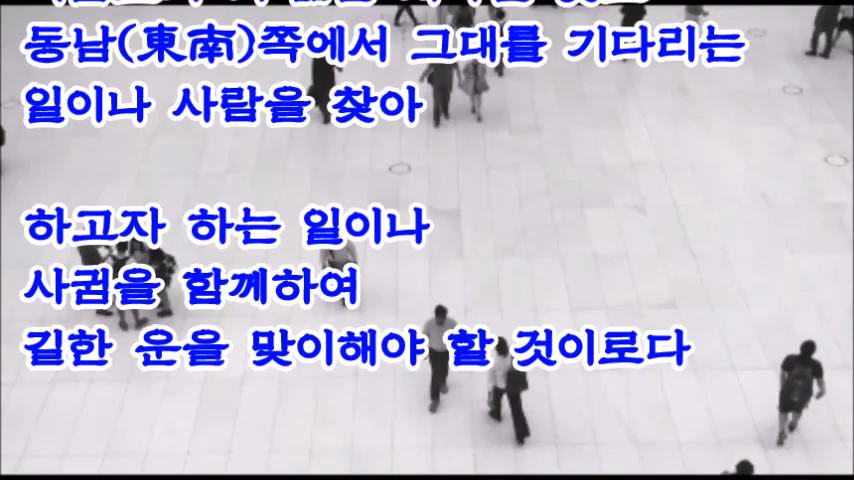 동남(東南)쪽에서 그대를 기다리는
일이나 사람을 찾아
하고자 하는 일이나
사귐을 함께하여
길한 운을 맞이해야 할 것이로다